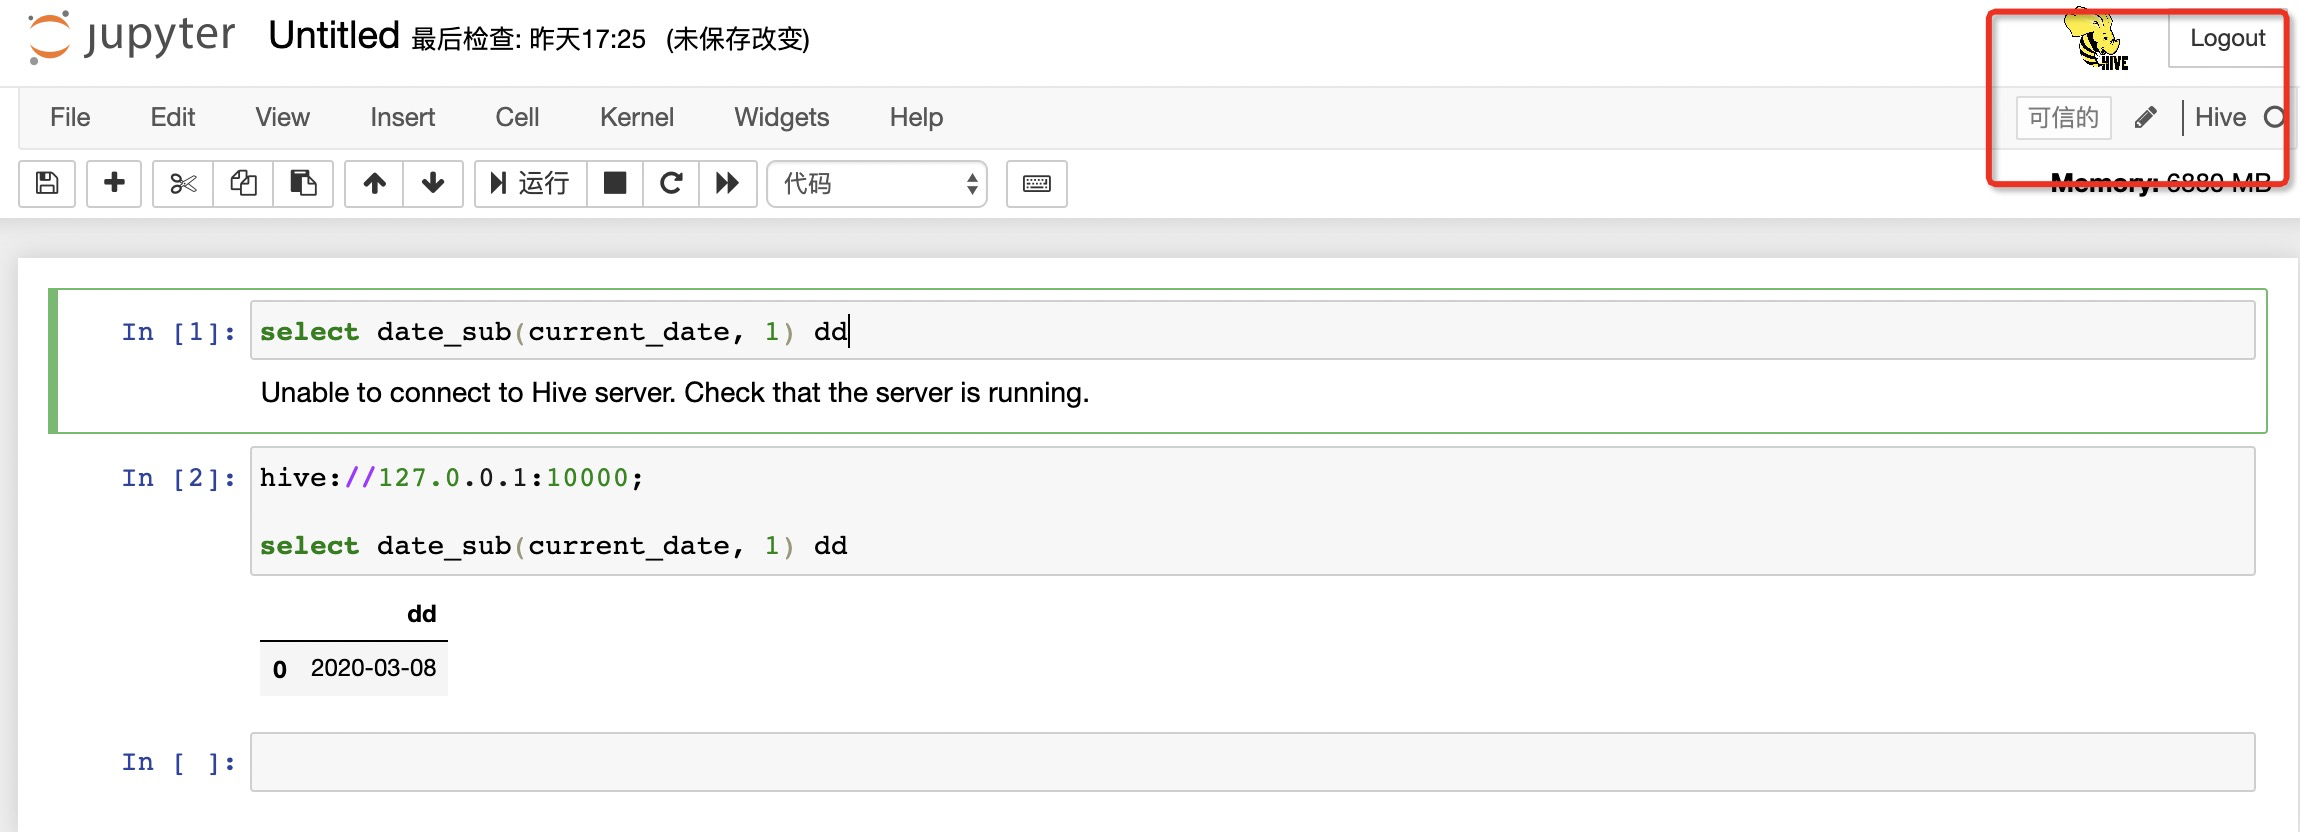 jupyter Untitled 最后检查: 昨天17:25 (未保存改变)
HIVE
Logout
File Edit View Insert Cell Kernel Widgets Help
可信的 Hive
运行 代码
Memory: 6880 MB
In [1]: select date_sub(current_date, 1) dd
Unable to connect to Hive server. Check that the server is running.
In [2]: hive://127.0.0.1:10000;
select date_sub(current_date, 1) dd
dd
0 2020-03-08
In [ ]: